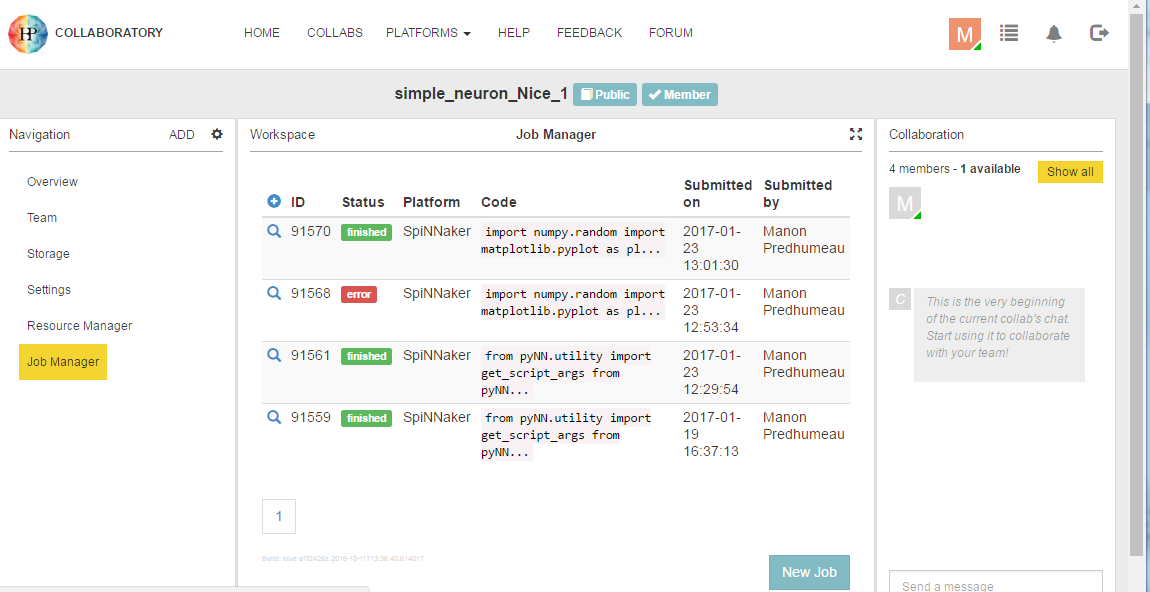 HP COLLABORATORY HOME COLLABS PLATFORMS HELP FEEDBACK FORUM M
simple_neuron_Nice_1 Public Member
Navigation ADD
Overview
Team
Storage
Settings
Resource Manager
Job Manager
Workspace Job Manager
ID Status Platform Code Submitted on Submitted by
91570 finished SpiNNaker import numpy.random import Manon
matplotlib.pyplot as pl... Predhumeau
2017-01-
23
13:01:30
91568 error SpiNNaker import numpy.random import Manon
matplotlib.pyplot as pl... Predhumeau
2017-01-
23
12:53:34
91561 finished SpiNNaker from pyNN.utility import Manon
get_script_args from Predhumeau
pyNN...
2017-01-
23
12:29:54
91559 finished SpiNNaker from pyNN.utility import Manon
get_script_args from Predhumeau
pyNN...
2017-01-
19
16:37:13
1
New Job
Collaboration
4 members - 1 available Show all
M
C
This is the very beginning
of the current collab's chat.
Start using it to collaborate
with your team!
Send a message